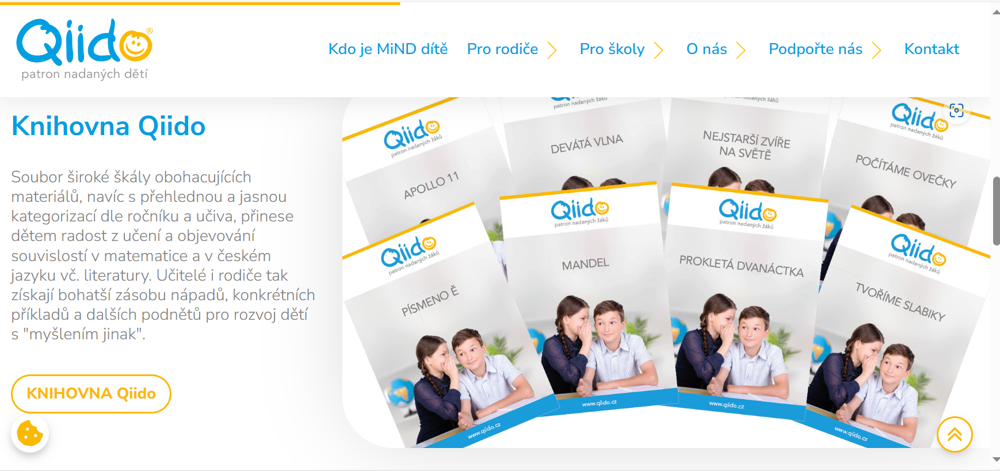 Qiido®
patron nadaných dětí
Kdo je MiND dítě
Pro rodiče
Pro školy
O nás
Podpořte nás
Kontakt
Knihovna Qiido
Soubor široké škály obohacujících
materiálů, navíc s přehlednou a jasnou
kategorizací dle ročníku a učiva, přinese
dětem radost z učení a objevování
souvislostí v matematice a v českém
jazyku vč. literatury. Učitelé i rodiče tak
získají bohatší zásobu nápadů, konkrétních
příkladů a dalších podnětů pro rozvoj dětí
s "myšlením jinak".
KNIHOVNA Qiido
Qiido
patron nadaných žáků
APOLLO 11
patron nadaných žáků
DEVÁTÁ VLNA
nadaných žáků
NEJSTARŠÍ ZVÍŘE
NA SVĚTĚ
Qiido
patron nadaných žáků
POČÍTÁME OVEČKY
Qiido
patron nadaných žáků
PÍSMENO Ě
www.qiido.cz
Qiido
patron nadaných žáků
MANDEL
www.qiido.cz
Qiido
patron nadaných žáků
PROKLETÁ DVANÁCTKA
www.qiido.cz
Qiido
patron nadaných žáků
TVOŘÍME SLABIKY
www.qiido.cz